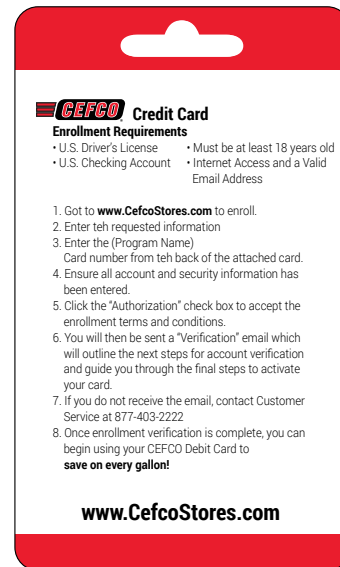 CEFCO Credit Card
Enrollment Requirements
• U.S. Driver's License • Must be at least 18 years old
• U.S. Checking Account • Internet Access and a Valid
Email Address
1. Got to www.CefcoStores.com to enroll.
2. Enter teh requested information
3. Enter the (Program Name)
Card number from teh back of the attached card.
4. Ensure all account and security information has
been entered.
5. Click the "Authorization" check box to accept the
enrollment terms and conditions.
6. You will then be sent a "Verification" email which
will outline the next steps for account verification
and guide you through the final steps to activate
your card.
7. If you do not receive the email, contact Customer
Service at 877-403-2222
8. Once enrollment verification is complete, you can
begin using your CEFCO Debit Card to
save on every gallon!
www.CefcoStores.com